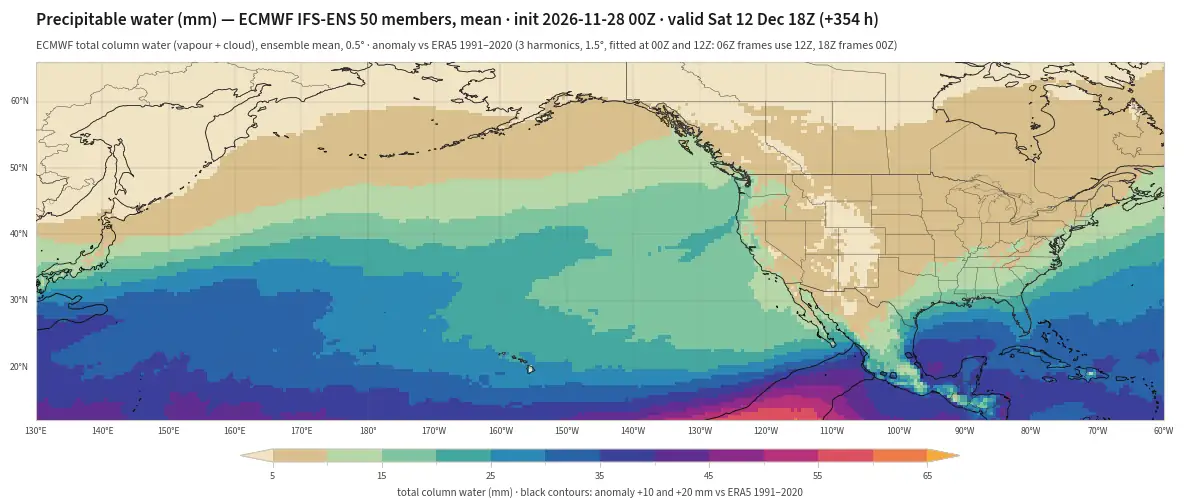 Precipitable water (mm) — ECMWF IFS-ENS 50 members, mean · init 2026-11-28 00Z · valid Sat 12 Dec 18Z (+354 h)
ECMWF total column water (vapour + cloud), ensemble mean, 0.5° · anomaly vs ERA5 1991–2020 (3 harmonics, 1.5°, fitted at 00Z and 12Z: 06Z frames use 12Z, 18Z frames 00Z)
60°N
50°N
40°N
30°N
20°N
130°E 140°E 150°E 160°E 170°E 180° 170°W 160°W 150°W 140°W 130°W 120°W 110°W 100°W 90°W 80°W 70°W 60°W
5 15 25 35 45 55 65
total column water (mm) · black contours: anomaly +10 and +20 mm vs ERA5 1991–2020